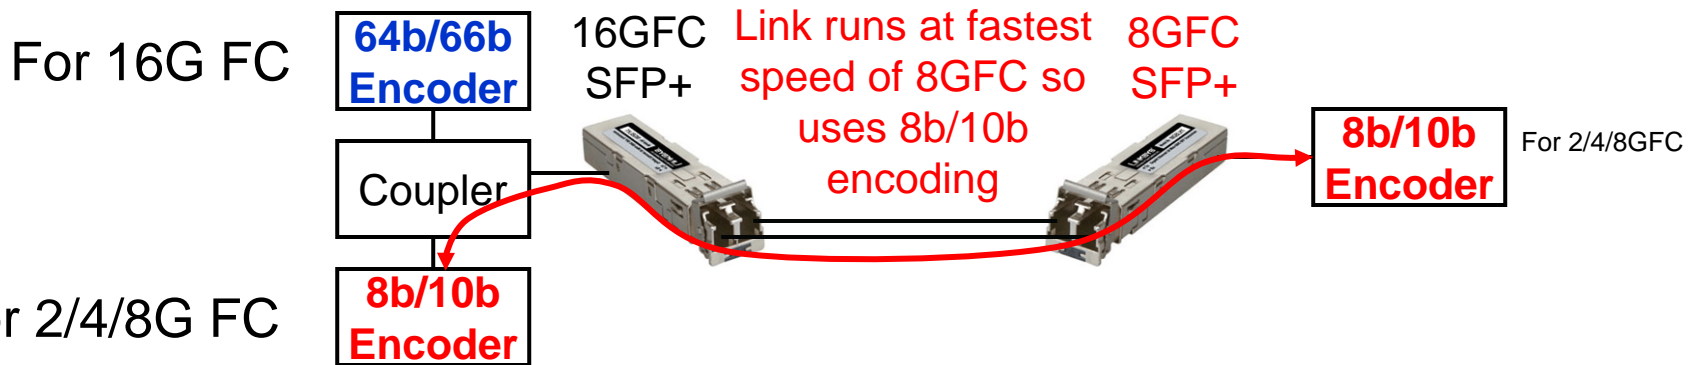 For 16G FC
64b/66b
Encoder
16GFC
SFP+
Link runs at fastest
speed of 8GFC so
uses 8b/10b
encoding
8GFC
SFP+
8b/10b
Encoder
For 2/4/8GFC
Coupler
r 2/4/8G FC
8b/10b
Encoder